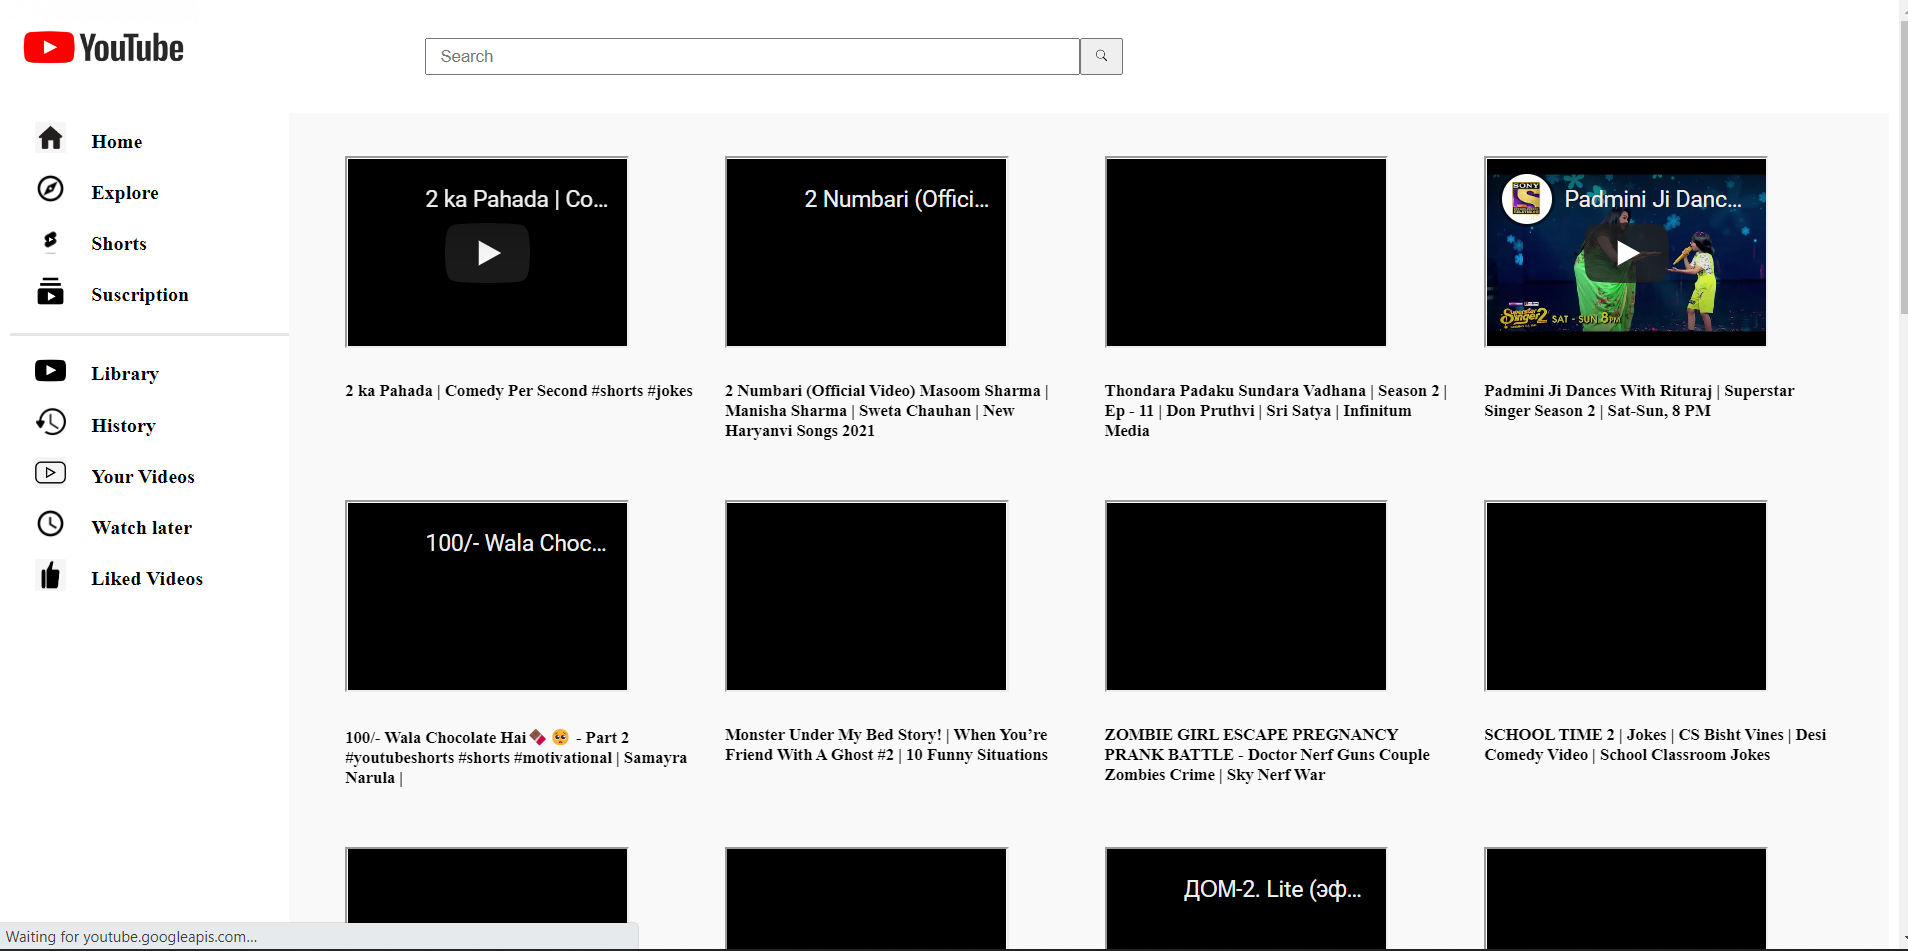 YouTube
Search
Home
Explore
Shorts
Suscription
Library
History
Your Videos
Watch later
Liked Videos
2 ka Pahada | Co...
2 Numbari (Offici...
SONY
Padmini Ji Danc...
Superstar
Singer 2 SAT - SUN 8PM
2 ka Pahada | Comedy Per Second #shorts #jokes
2 Numbari (Official Video) Masoom Sharma |
Manisha Sharma | Sweta Chauhan | New
Haryanvi Songs 2021
Thondara Padaku Sundara Vadhana | Season 2 |
Ep - 11 | Don Pruthvi | Sri Satya | Infinitum
Media
Padmini Ji Dances With Rituraj | Superstar
Singer Season 2 | Sat-Sun, 8 PM
100/- Wala Choc...
100/- Wala Chocolate Hai🍫 🥺 - Part 2
#youtubeshorts #shorts #motivational | Samayra
Narula |
Monster Under My Bed Story! | When You’re
Friend With A Ghost #2 | 10 Funny Situations
ZOMBIE GIRL ESCAPE PREGNANCY
PRANK BATTLE - Doctor Nerf Guns Couple
Zombies Crime | Sky Nerf War
SCHOOL TIME 2 | Jokes | CS Bisht Vines | Desi
Comedy Video | School Classroom Jokes
ДОМ-2. Lite (эф...
Waiting for youtube.googleapis.com...